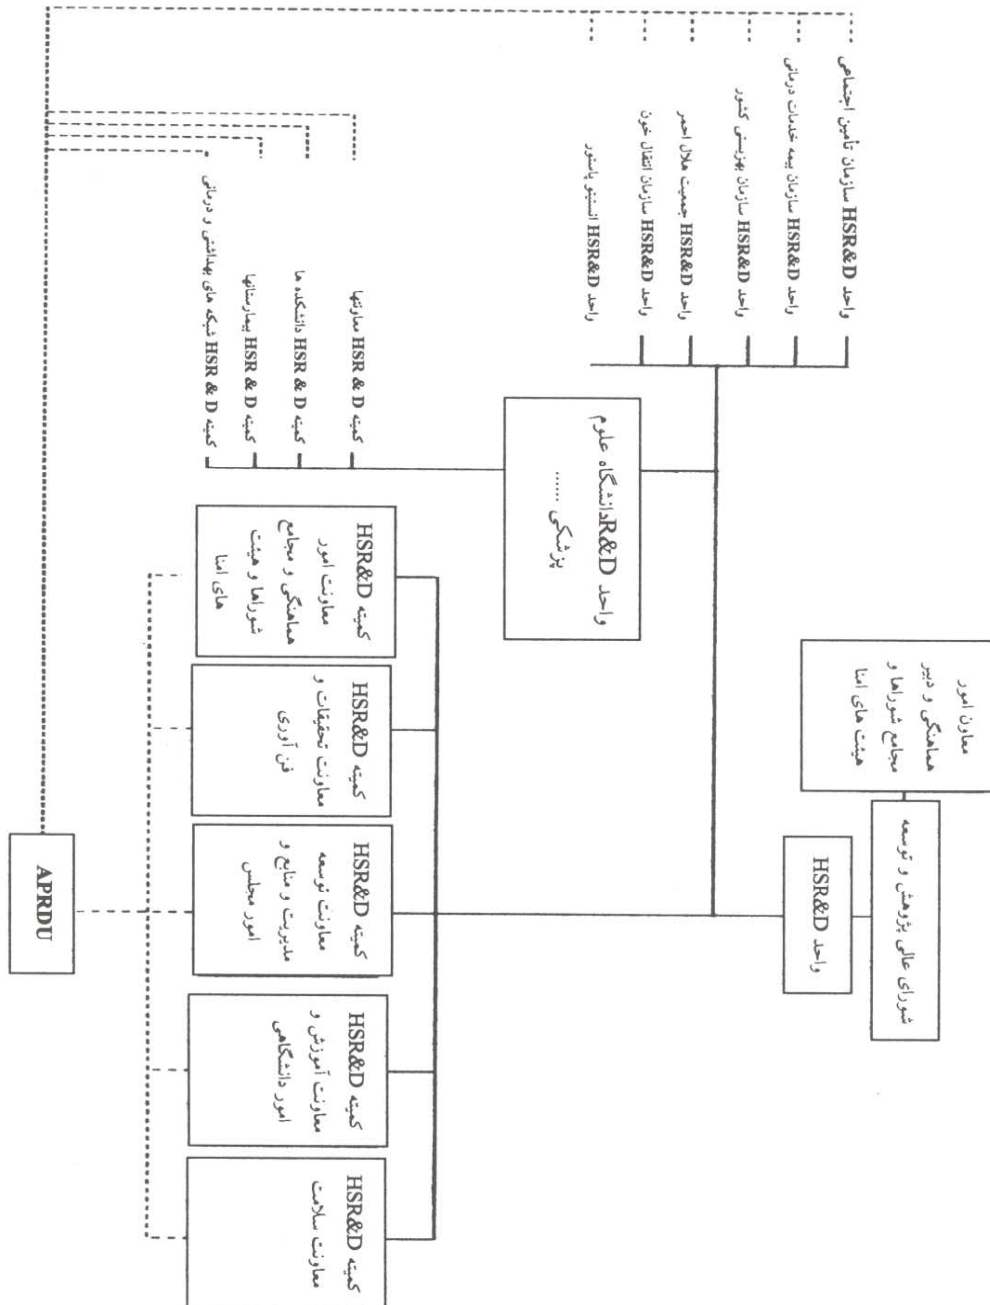 معاون امور
هماهنگی و دبیر
مجامع شوراها و
هیئت های امنا
شورای عالی پژوهش و توسعه
واحد HSR&D
واحد HSR&D سازمان تأمین اجتماعی
واحد HSR&D سازمان بیمه خدمات درمانی
واحد HSR&D سازمان بهزیستی کشور
واحد HSR&D جمعیت هلال احمر
واحد HSR&D سازمان انتقال خون
واحد HSR&D انستیتو پاستور
واحد R&Dدانشگاه علوم
پزشکی ......
کمیته HSR & D معاونتها
کمیته HSR & D دانشکده ها
کمیته HSR & D بیمارستانها
کمیته HSR & D شبکه های بهداشتی و درمانی
کمیته HSR&D
معاونت امور
هماهنگی و مجامع
شوراها و هیئت
های امنا
کمیته HSR&D
معاونت تحقیقات و
فن آوری
کمیته HSR&D
معاونت توسعه
مدیریت و منابع و
امور مجلس
کمیته HSR&D
معاونت آموزش و
امور دانشگاهی
کمیته HSR&D
معاونت سلامت
APRDU